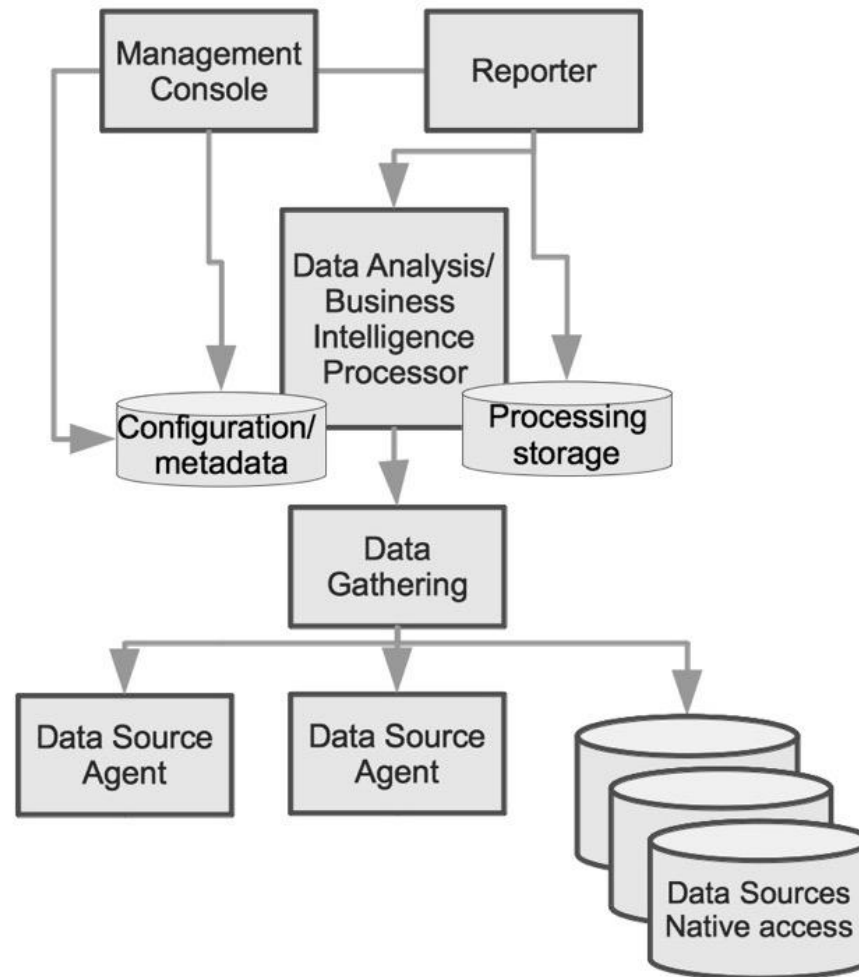 Management
Console
Reporter
Data Analysis/
Business
Intelligence
Processor
Configuration/
metadata
Processing
storage
Data
Gathering
Data Source
Agent
Data Source
Agent
Data Sources
Native access